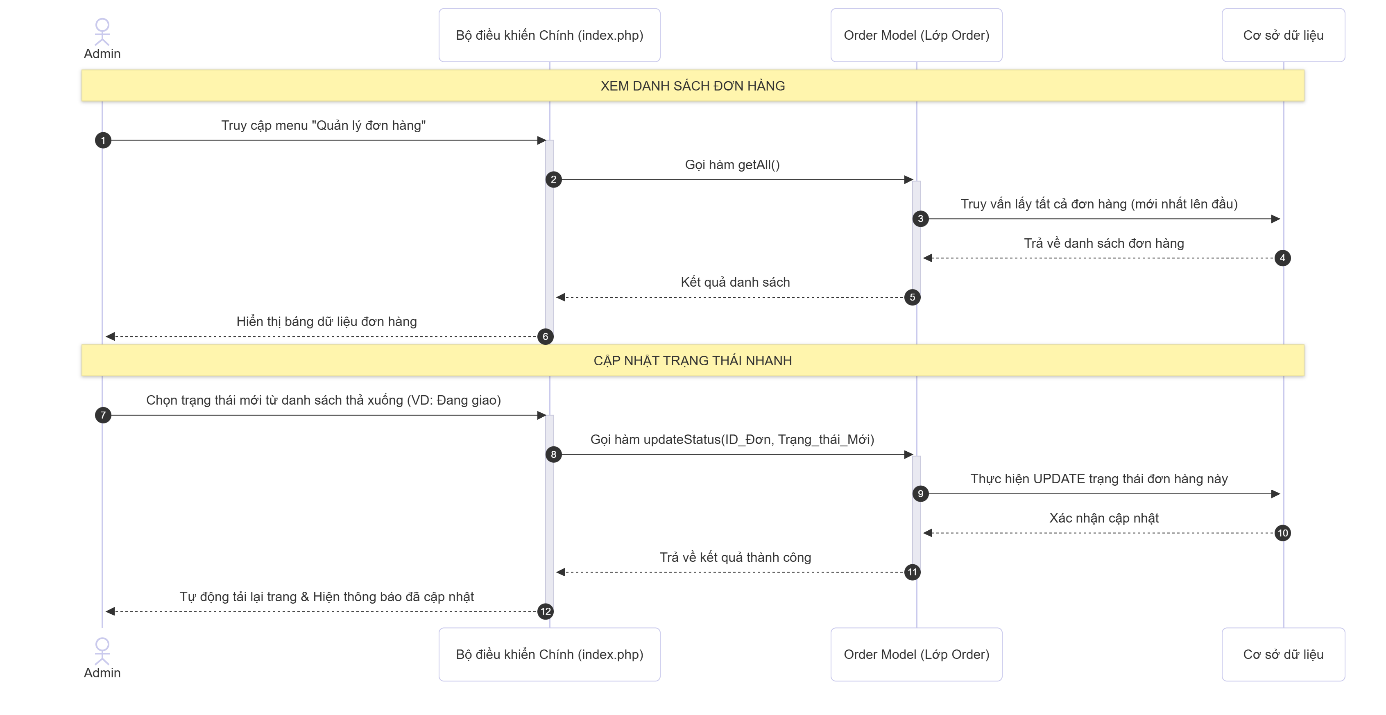 Admin
Bộ điều khiển Chính (index.php)
Order Model (Lớp Order)
Cơ sở dữ liệu
XEM DANH SÁCH ĐƠN HÀNG
Truy cập menu "Quản lý đơn hàng"
1
Gọi hàm getAll()
2
Truy vấn lấy tất cả đơn hàng (mới nhất lên đầu)
3
Trả về danh sách đơn hàng
4
Kết quả danh sách
5
Hiển thị bảng dữ liệu đơn hàng
6
CẬP NHẬT TRẠNG THÁI NHANH
Chọn trạng thái mới từ danh sách thả xuống (VD: Đang giao)
7
Gọi hàm updateStatus(ID_Đơn, Trạng_thái_Mới)
8
Thực hiện UPDATE trạng thái đơn hàng này
9
Xác nhận cập nhật
10
Trả về kết quả thành công
11
Tự động tải lại trang & Hiện thông báo đã cập nhật
12
Admin
Bộ điều khiển Chính (index.php)
Order Model (Lớp Order)
Cơ sở dữ liệu